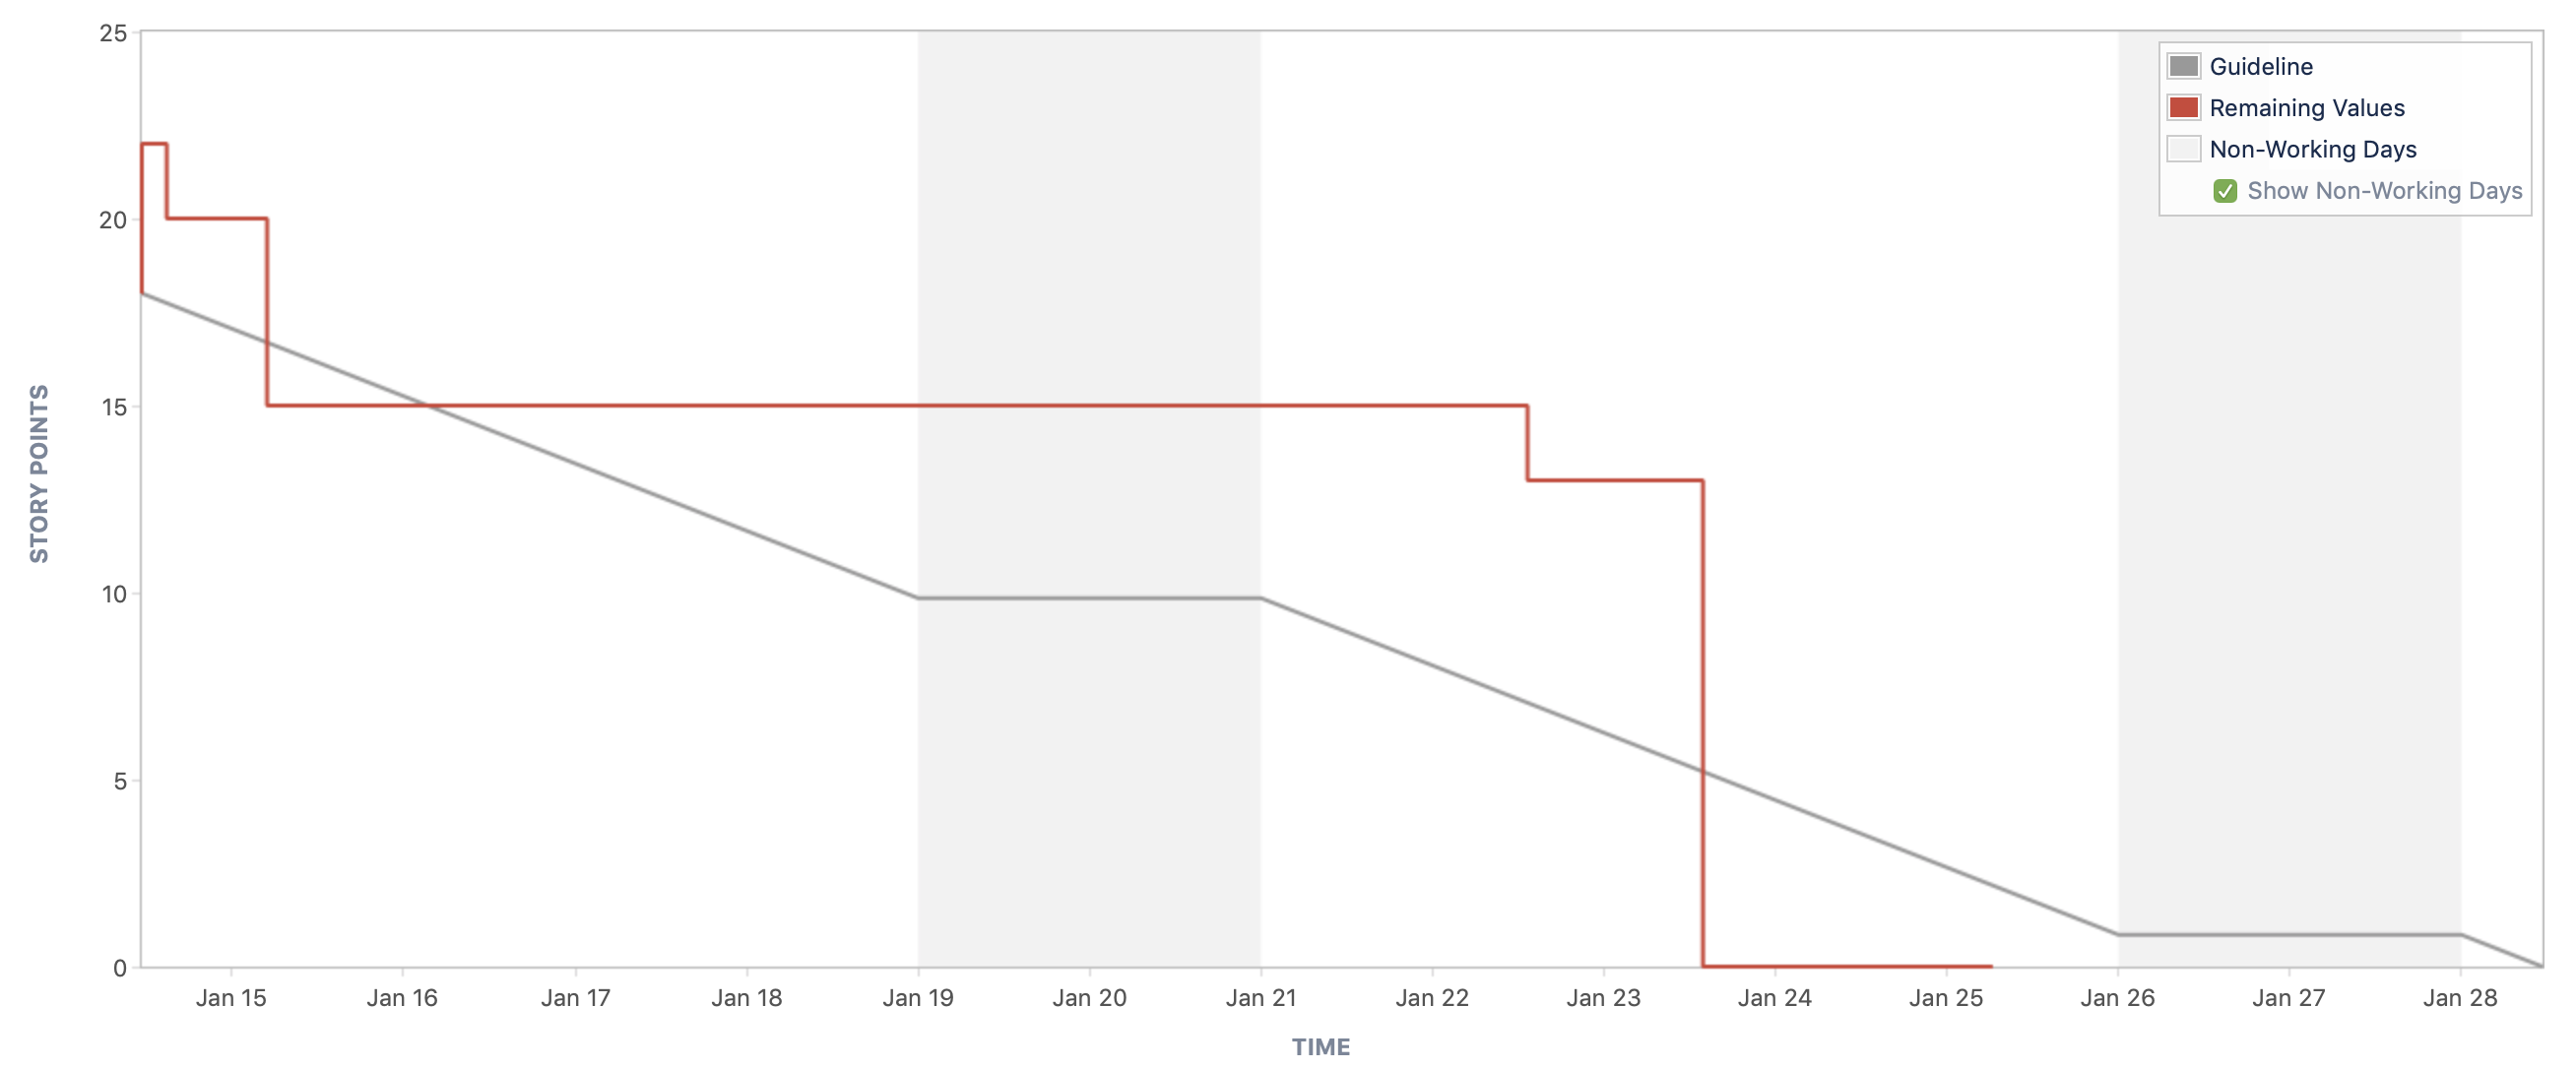 25
20
15
10
5
0
STORY POINTS
Guideline
Remaining Values
Non-Working Days
Show Non-Working Days
Jan 15 Jan 16 Jan 17 Jan 18 Jan 19 Jan 20 Jan 21 Jan 22 Jan 23 Jan 24 Jan 25 Jan 26 Jan 27 Jan 28
TIME